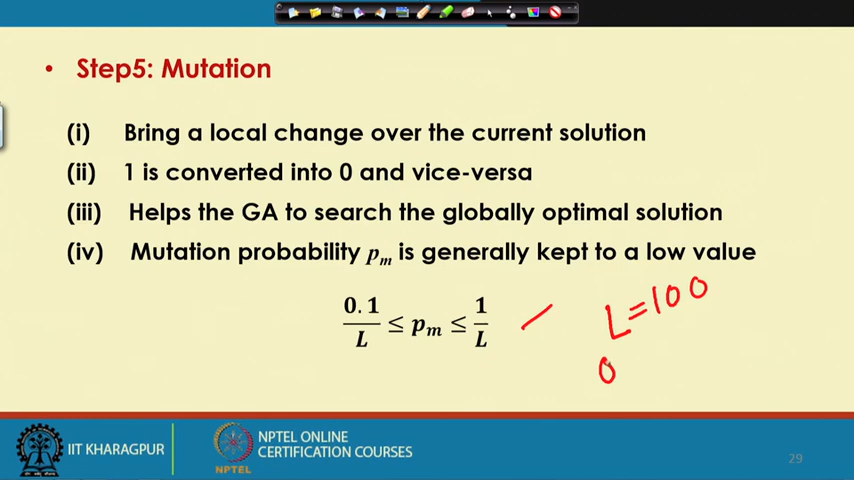 • Step5: Mutation
(i) Bring a local change over the current solution
(ii) 1 is converted into 0 and vice-versa
(iii) Helps the GA to search the globally optimal solution
(iv) Mutation probability pₘ is generally kept to a low value
0.1/L ≤ pₘ ≤ 1/L
L=100
0
IIT KHARAGPUR
NPTEL
NPTEL ONLINE
CERTIFICATION COURSES
29